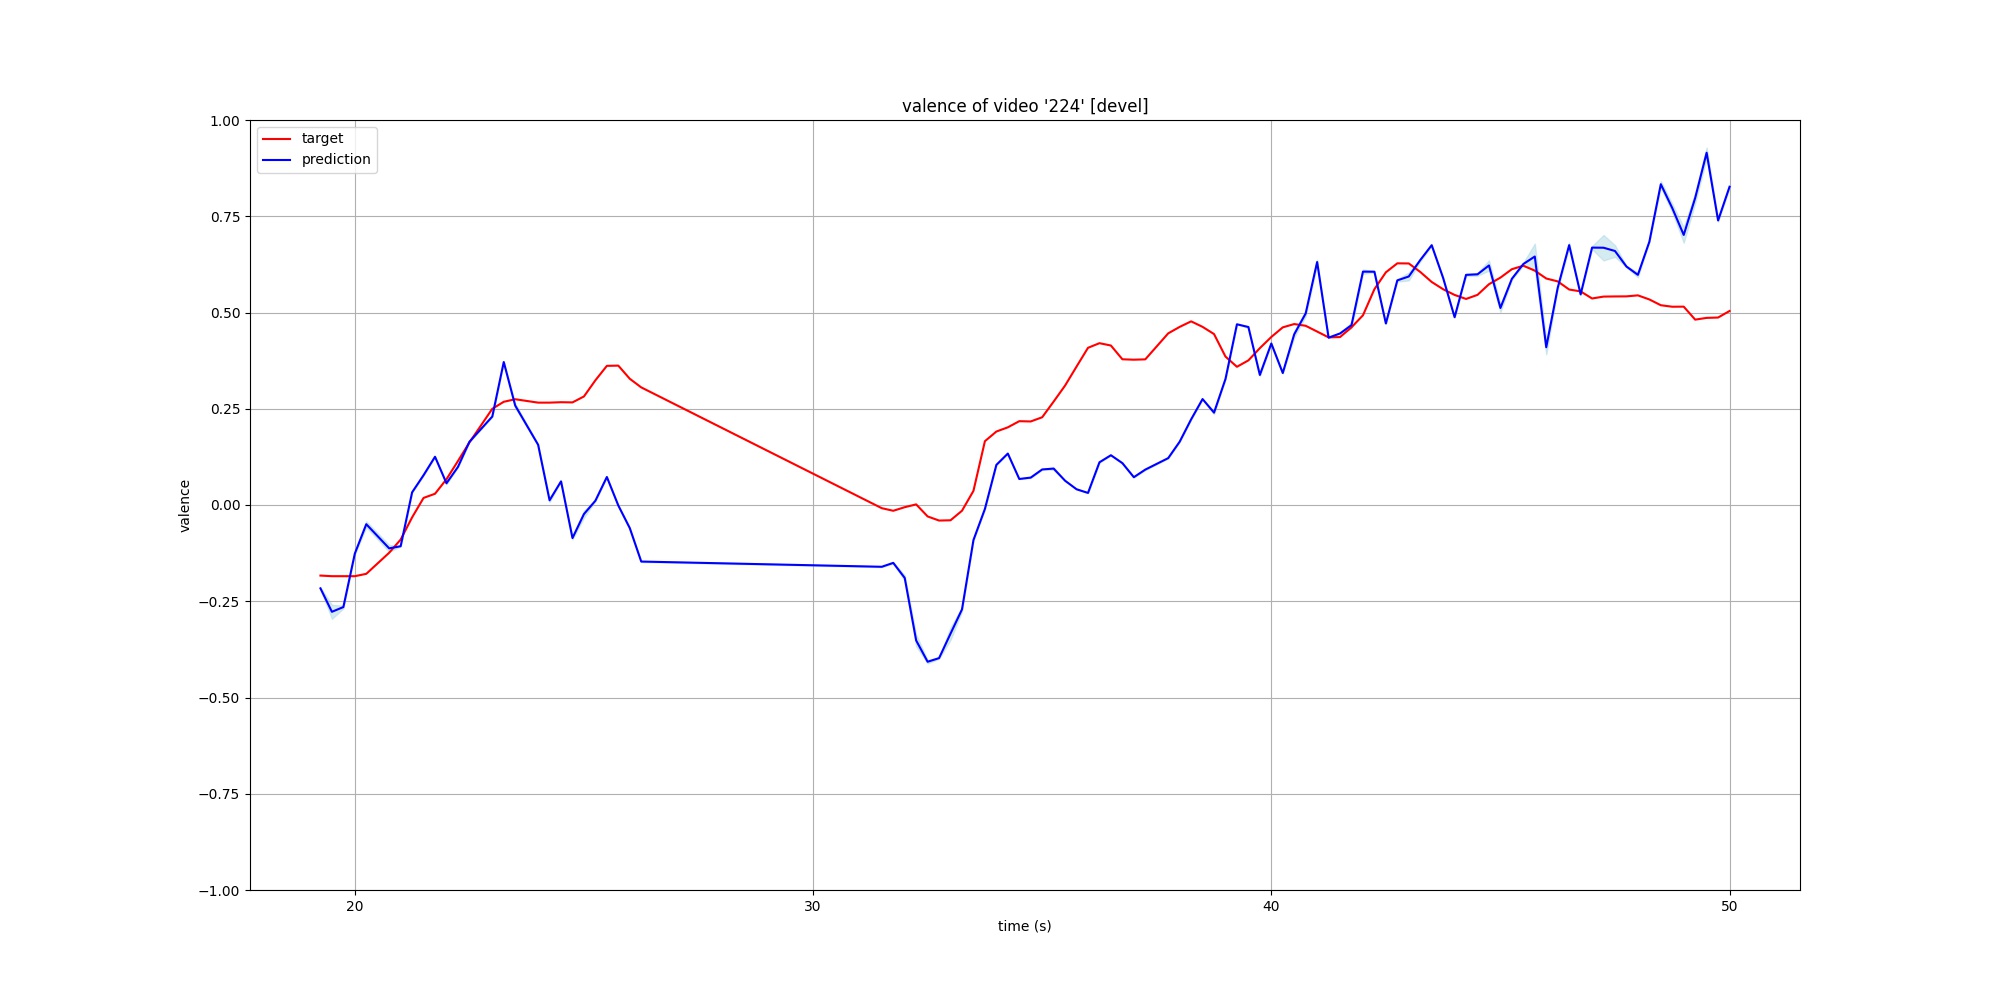 valence of video '224' [devel]
target
prediction
1.00
0.75
0.50
0.25
0.00
−0.25
−0.50
−0.75
−1.00
valence
20 30 40 50
time (s)